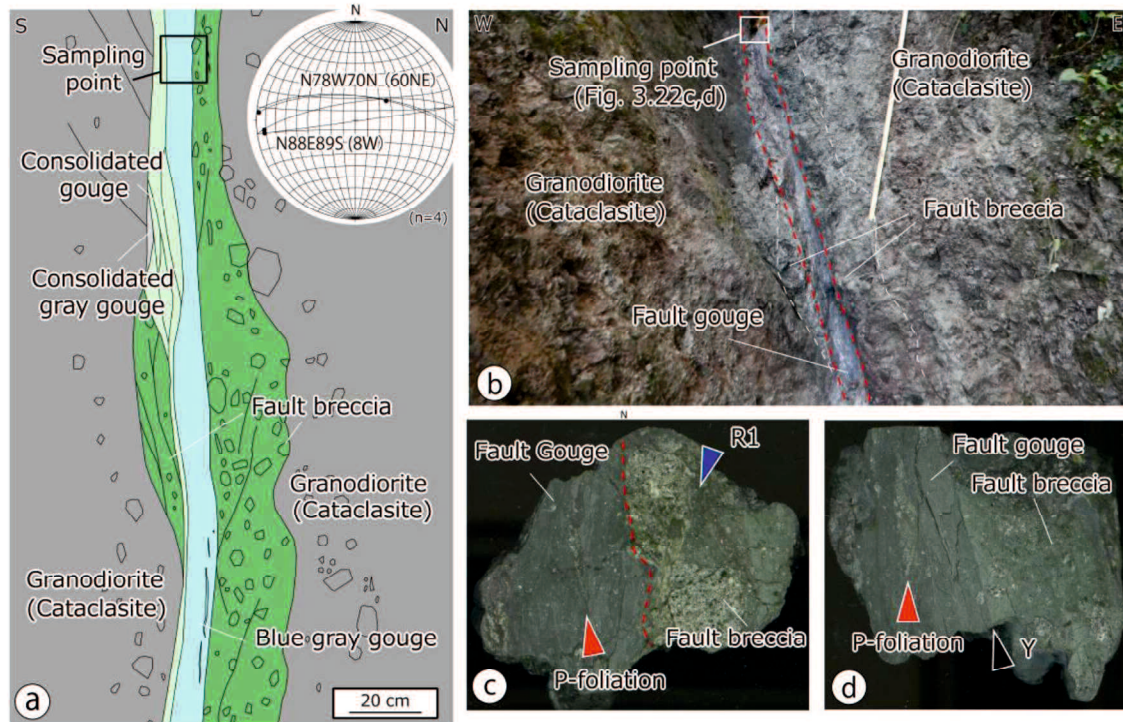 S
N
Sampling
point
N
N78W70N (60NE)
N88E89S (8W)
(n=4)
Consolidated
gouge
Consolidated
gray gouge
Fault breccia
Granodiorite
(Cataclasite)
Granodiorite
(Cataclasite)
Blue gray gouge
20 cm
a
W
E
Sampling point
(Fig. 3.22c,d)
Granodiorite
(Cataclasite)
Granodiorite
(Cataclasite)
Fault breccia
Fault gouge
b
N
Fault Gouge
R1
Fault breccia
P-foliation
c
Fault gouge
Fault breccia
P-foliation
Y
d